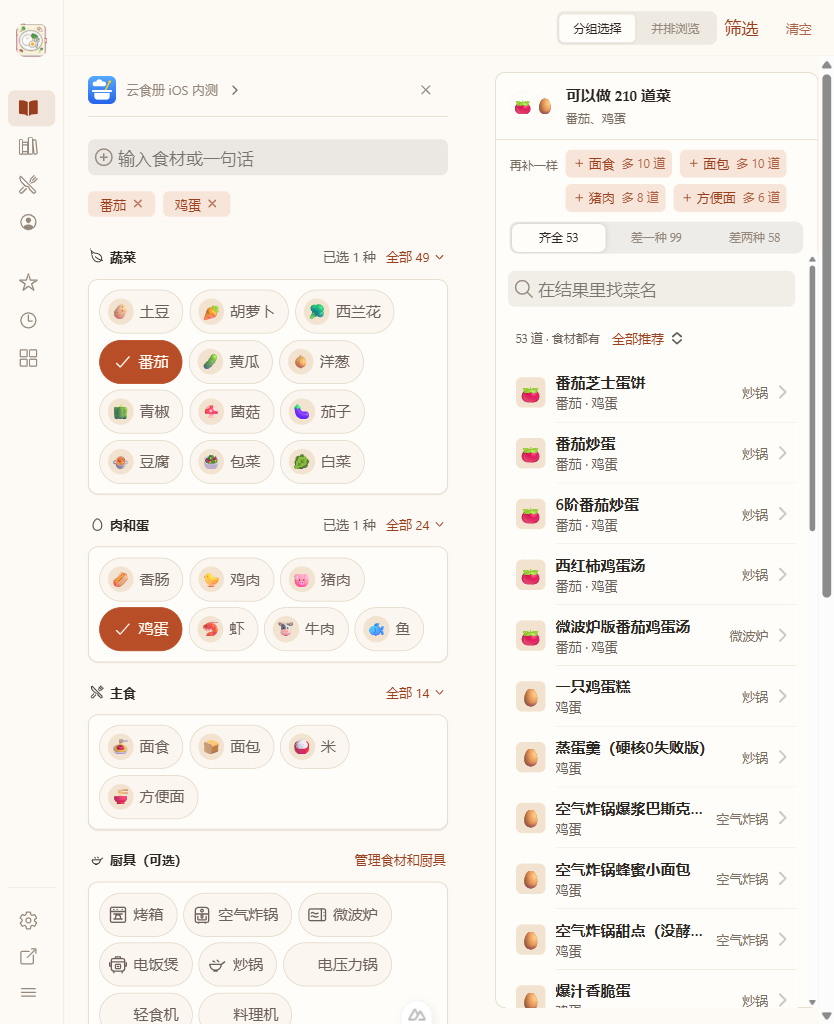 分组选择
并排浏览
筛选
清空
云食册 iOS 内测
输入食材或一句话
番茄
鸡蛋
蔬菜
已选 1 种 全部 49
土豆
胡萝卜
西兰花
番茄
黄瓜
洋葱
青椒
菌菇
茄子
豆腐
包菜
白菜
肉和蛋
已选 1 种 全部 24
香肠
鸡肉
猪肉
鸡蛋
虾
牛肉
鱼
主食
全部 14
面食
面包
米
方便面
厨具（可选）
管理食材和厨具
烤箱
空气炸锅
微波炉
电饭煲
炒锅
电压力锅
轻食机
料理机
可以做 210 道菜
番茄、鸡蛋
再补一样
+ 面食 多 10 道
+ 面包 多 10 道
+ 猪肉 多 8 道
+ 方便面 多 6 道
齐全 53
差一种 99
差两种 58
在结果里找菜名
53 道 · 食材都有
全部推荐
番茄芝士蛋饼
番茄 · 鸡蛋
炒锅
番茄炒蛋
番茄 · 鸡蛋
炒锅
6阶番茄炒蛋
番茄 · 鸡蛋
炒锅
西红柿鸡蛋汤
番茄 · 鸡蛋
炒锅
微波炉版番茄鸡蛋汤
番茄 · 鸡蛋
微波炉
一只鸡蛋糕
鸡蛋
炒锅
蒸蛋羹（硬核0失败版）
鸡蛋
炒锅
空气炸锅爆浆巴斯克...
鸡蛋
空气炸锅
空气炸锅蜂蜜小面包
鸡蛋
空气炸锅
空气炸锅甜点（没酵...
鸡蛋
空气炸锅
爆汁香脆蛋
鸡蛋
炒锅